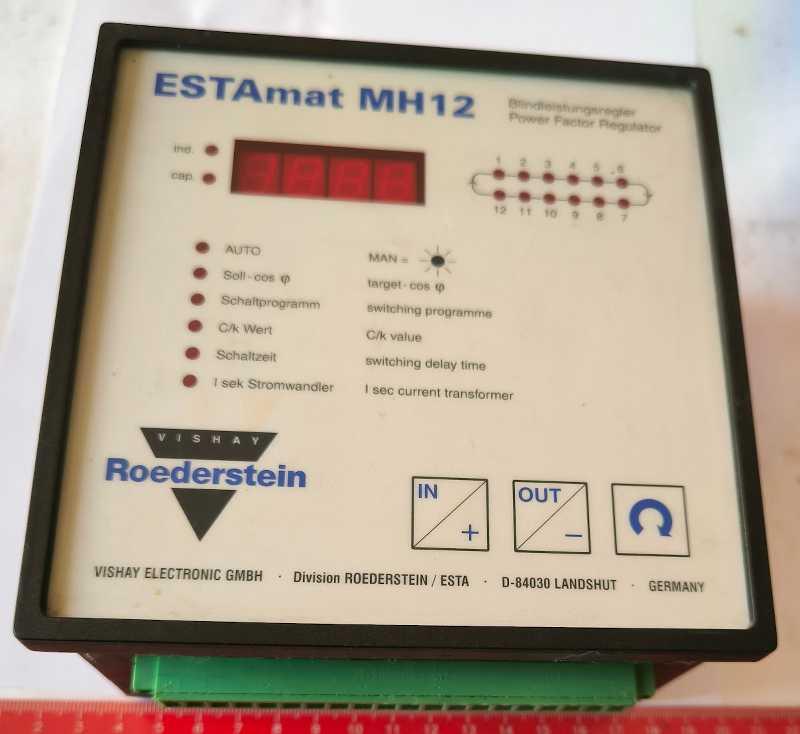 ESTAmat MH12
Blindleistungsregler
Power Factor Regulator
ind.
cap.
1 2 3 4 5 6
12 11 10 9 8 7
AUTO MAN =
Soll-cos φ target-cos φ
Schaltprogramm switching programme
C/k Wert C/k value
Schaltzeit switching delay time
I sek Stromwandler I sec current transformer
VISHAY
Roederstein
IN + OUT −
VISHAY ELECTRONIC GMBH · Division ROEDERSTEIN / ESTA · D-84030 LANDSHUT · GERMANY